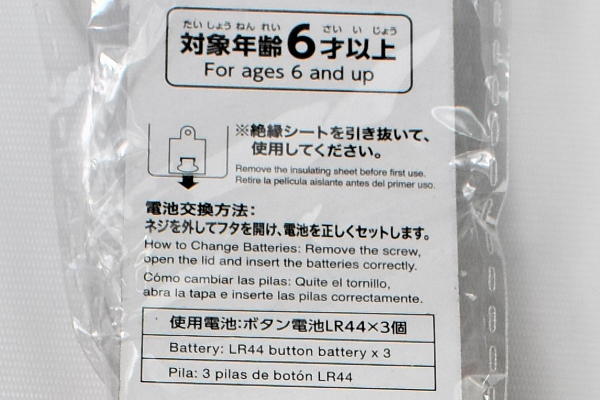 たいしょうねんれい さい い じょう
対象年齢6才以上
For ages 6 and up
※絶縁シートを引き抜いて、
使用してください。
Remove the insulating sheet before first use.
Retire la película aislante antes del primer uso.
電池交換方法:
ネジを外してフタを開け、電池を正しくセットします。
How to Change Batteries: Remove the screw,
open the lid and insert the batteries correctly.
Cómo cambiar las pilas: Quite el tornillo,
abra la tapa e inserte las pilas correctamente.
使用電池:ボタン電池LR44×3個
Battery: LR44 button battery x 3
Pila: 3 pilas de botón LR44